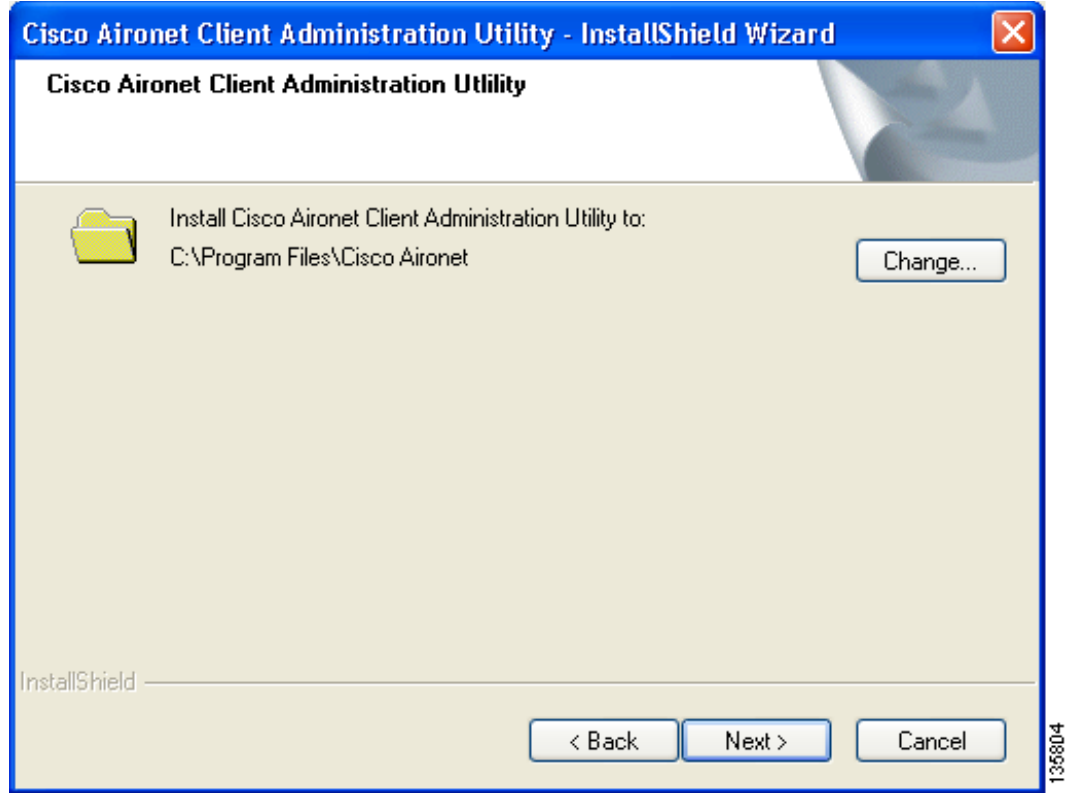 Cisco Aironet Client Administration Utility - InstallShield Wizard
Cisco Aironet Client Administration Utlility
Install Cisco Aironet Client Administration Utility to:
C:\Program Files\Cisco Aironet
Change...
InstallShield
< Back
Next >
Cancel
135804